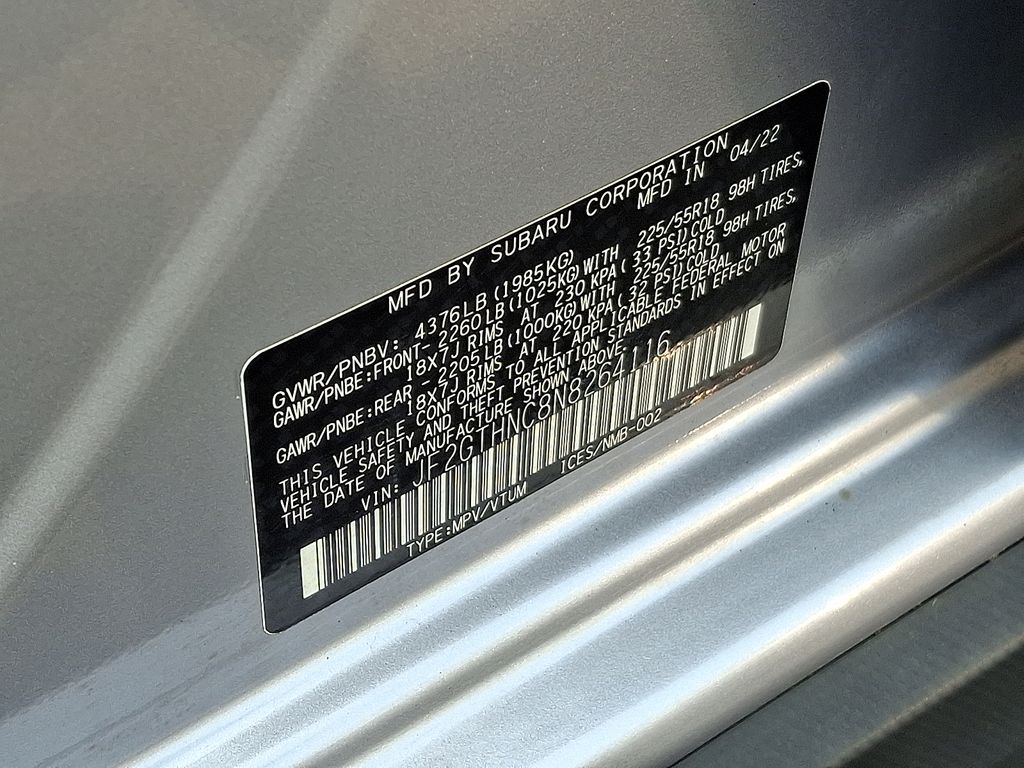 MFD BY SUBARU CORPORATION
MFD IN 04/22
GVWR/PNBV: 4376LB(1985KG)
GAWR/PNBE:FRONT- 2260LB(1025KG)WITH 225/55R18 98H TIRES,
18X7J RIMS AT 230 KPA( 33 PSI)COLD
GAWR/PNBE:REAR - 2205LB(1000KG)WITH 225/55R18 98H TIRES,
18X7J RIMS AT 220 KPA( 32 PSI)COLD
THIS VEHICLE CONFORMS TO ALL APPLICABLE FEDERAL MOTOR
VEHICLE SAFETY AND THEFT PREVENTION STANDARDS IN EFFECT ON
THE DATE OF MANUFACTURE SHOWN ABOVE.
VIN: JF2GTHNC8N8264116
TYPE:MPV/VTUM ICES/NMB-002